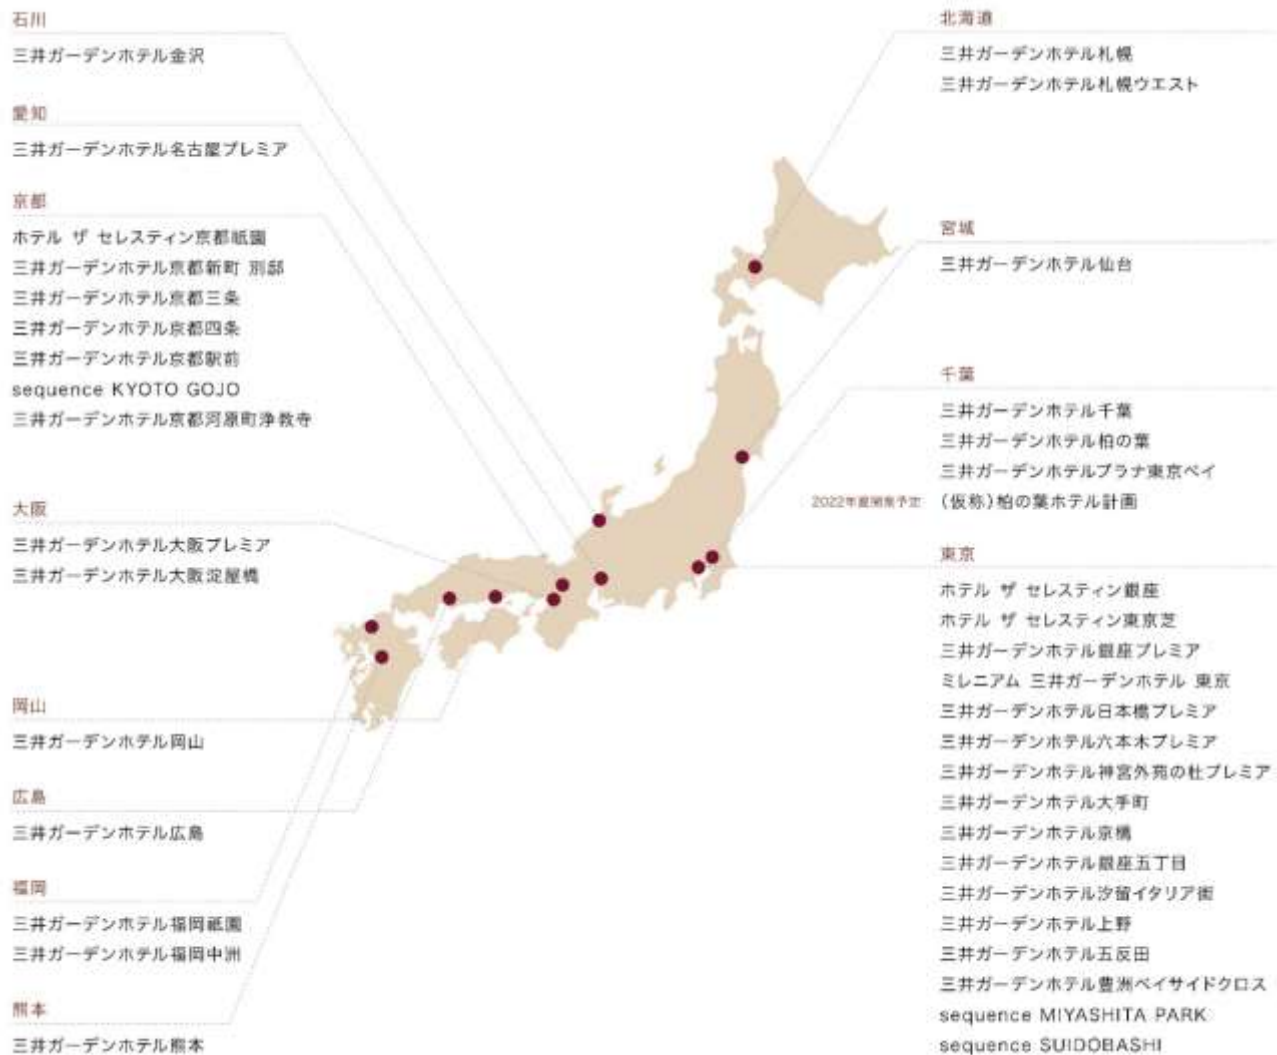 石川
三井ガーデンホテル金沢
愛知
三井ガーデンホテル名古屋プレミア
京都
ホテル ザ セレスティン京都祇園
三井ガーデンホテル京都新町 別邸
三井ガーデンホテル京都三条
三井ガーデンホテル京都四条
三井ガーデンホテル京都駅前
sequence KYOTO GOJO
三井ガーデンホテル京都河原町浄教寺
大阪
三井ガーデンホテル大阪プレミア
三井ガーデンホテル大阪淀屋橋
岡山
三井ガーデンホテル岡山
広島
三井ガーデンホテル広島
福岡
三井ガーデンホテル福岡祇園
三井ガーデンホテル福岡中洲
熊本
三井ガーデンホテル熊本
北海道
三井ガーデンホテル札幌
三井ガーデンホテル札幌ウエスト
宮城
三井ガーデンホテル仙台
千葉
三井ガーデンホテル千葉
三井ガーデンホテル柏の葉
三井ガーデンホテルプラナ東京ベイ
2022年度開業予定 (仮称)柏の葉ホテル計画
東京
ホテル ザ セレスティン銀座
ホテル ザ セレスティン東京芝
三井ガーデンホテル銀座プレミア
ミレニアム 三井ガーデンホテル 東京
三井ガーデンホテル日本橋プレミア
三井ガーデンホテル六本木プレミア
三井ガーデンホテル神宮外苑の杜プレミア
三井ガーデンホテル大手町
三井ガーデンホテル京橋
三井ガーデンホテル銀座五丁目
三井ガーデンホテル汐留イタリア街
三井ガーデンホテル上野
三井ガーデンホテル五反田
三井ガーデンホテル豊洲ベイサイドクロス
sequence MIYASHITA PARK
sequence SUIDOBASHI